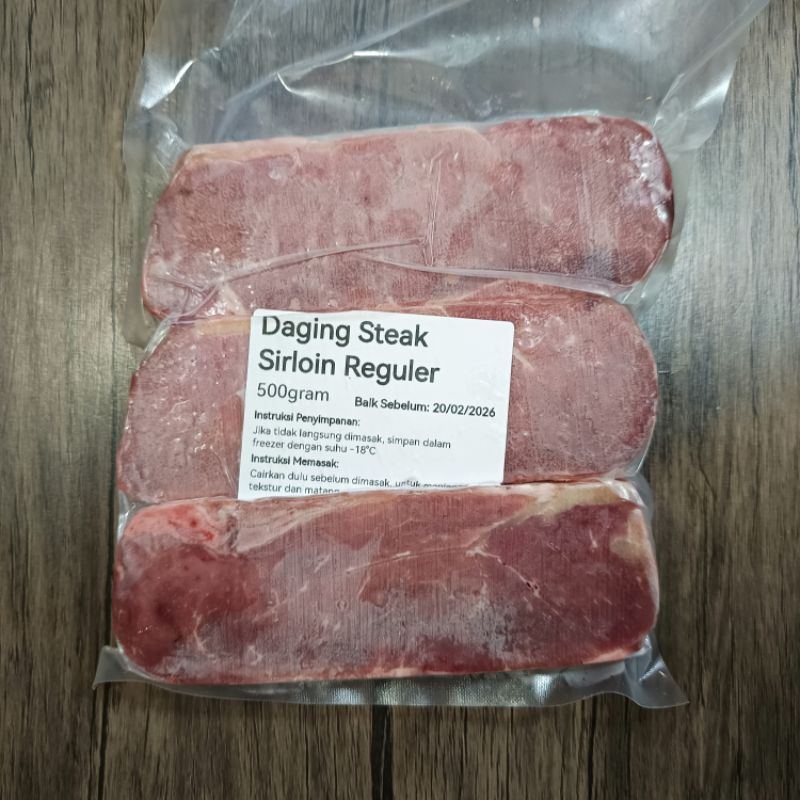 Daging Steak
Sirloin Reguler
500gram
Baik Sebelum: 20/02/2026
Instruksi Penyimpanan:
Jika tidak langsung dimasak, simpan dalam
freezer dengan suhu -18°C
Instruksi Memasak:
Cairkan dulu sebelum dimasak, untuk
tekstur dan matang